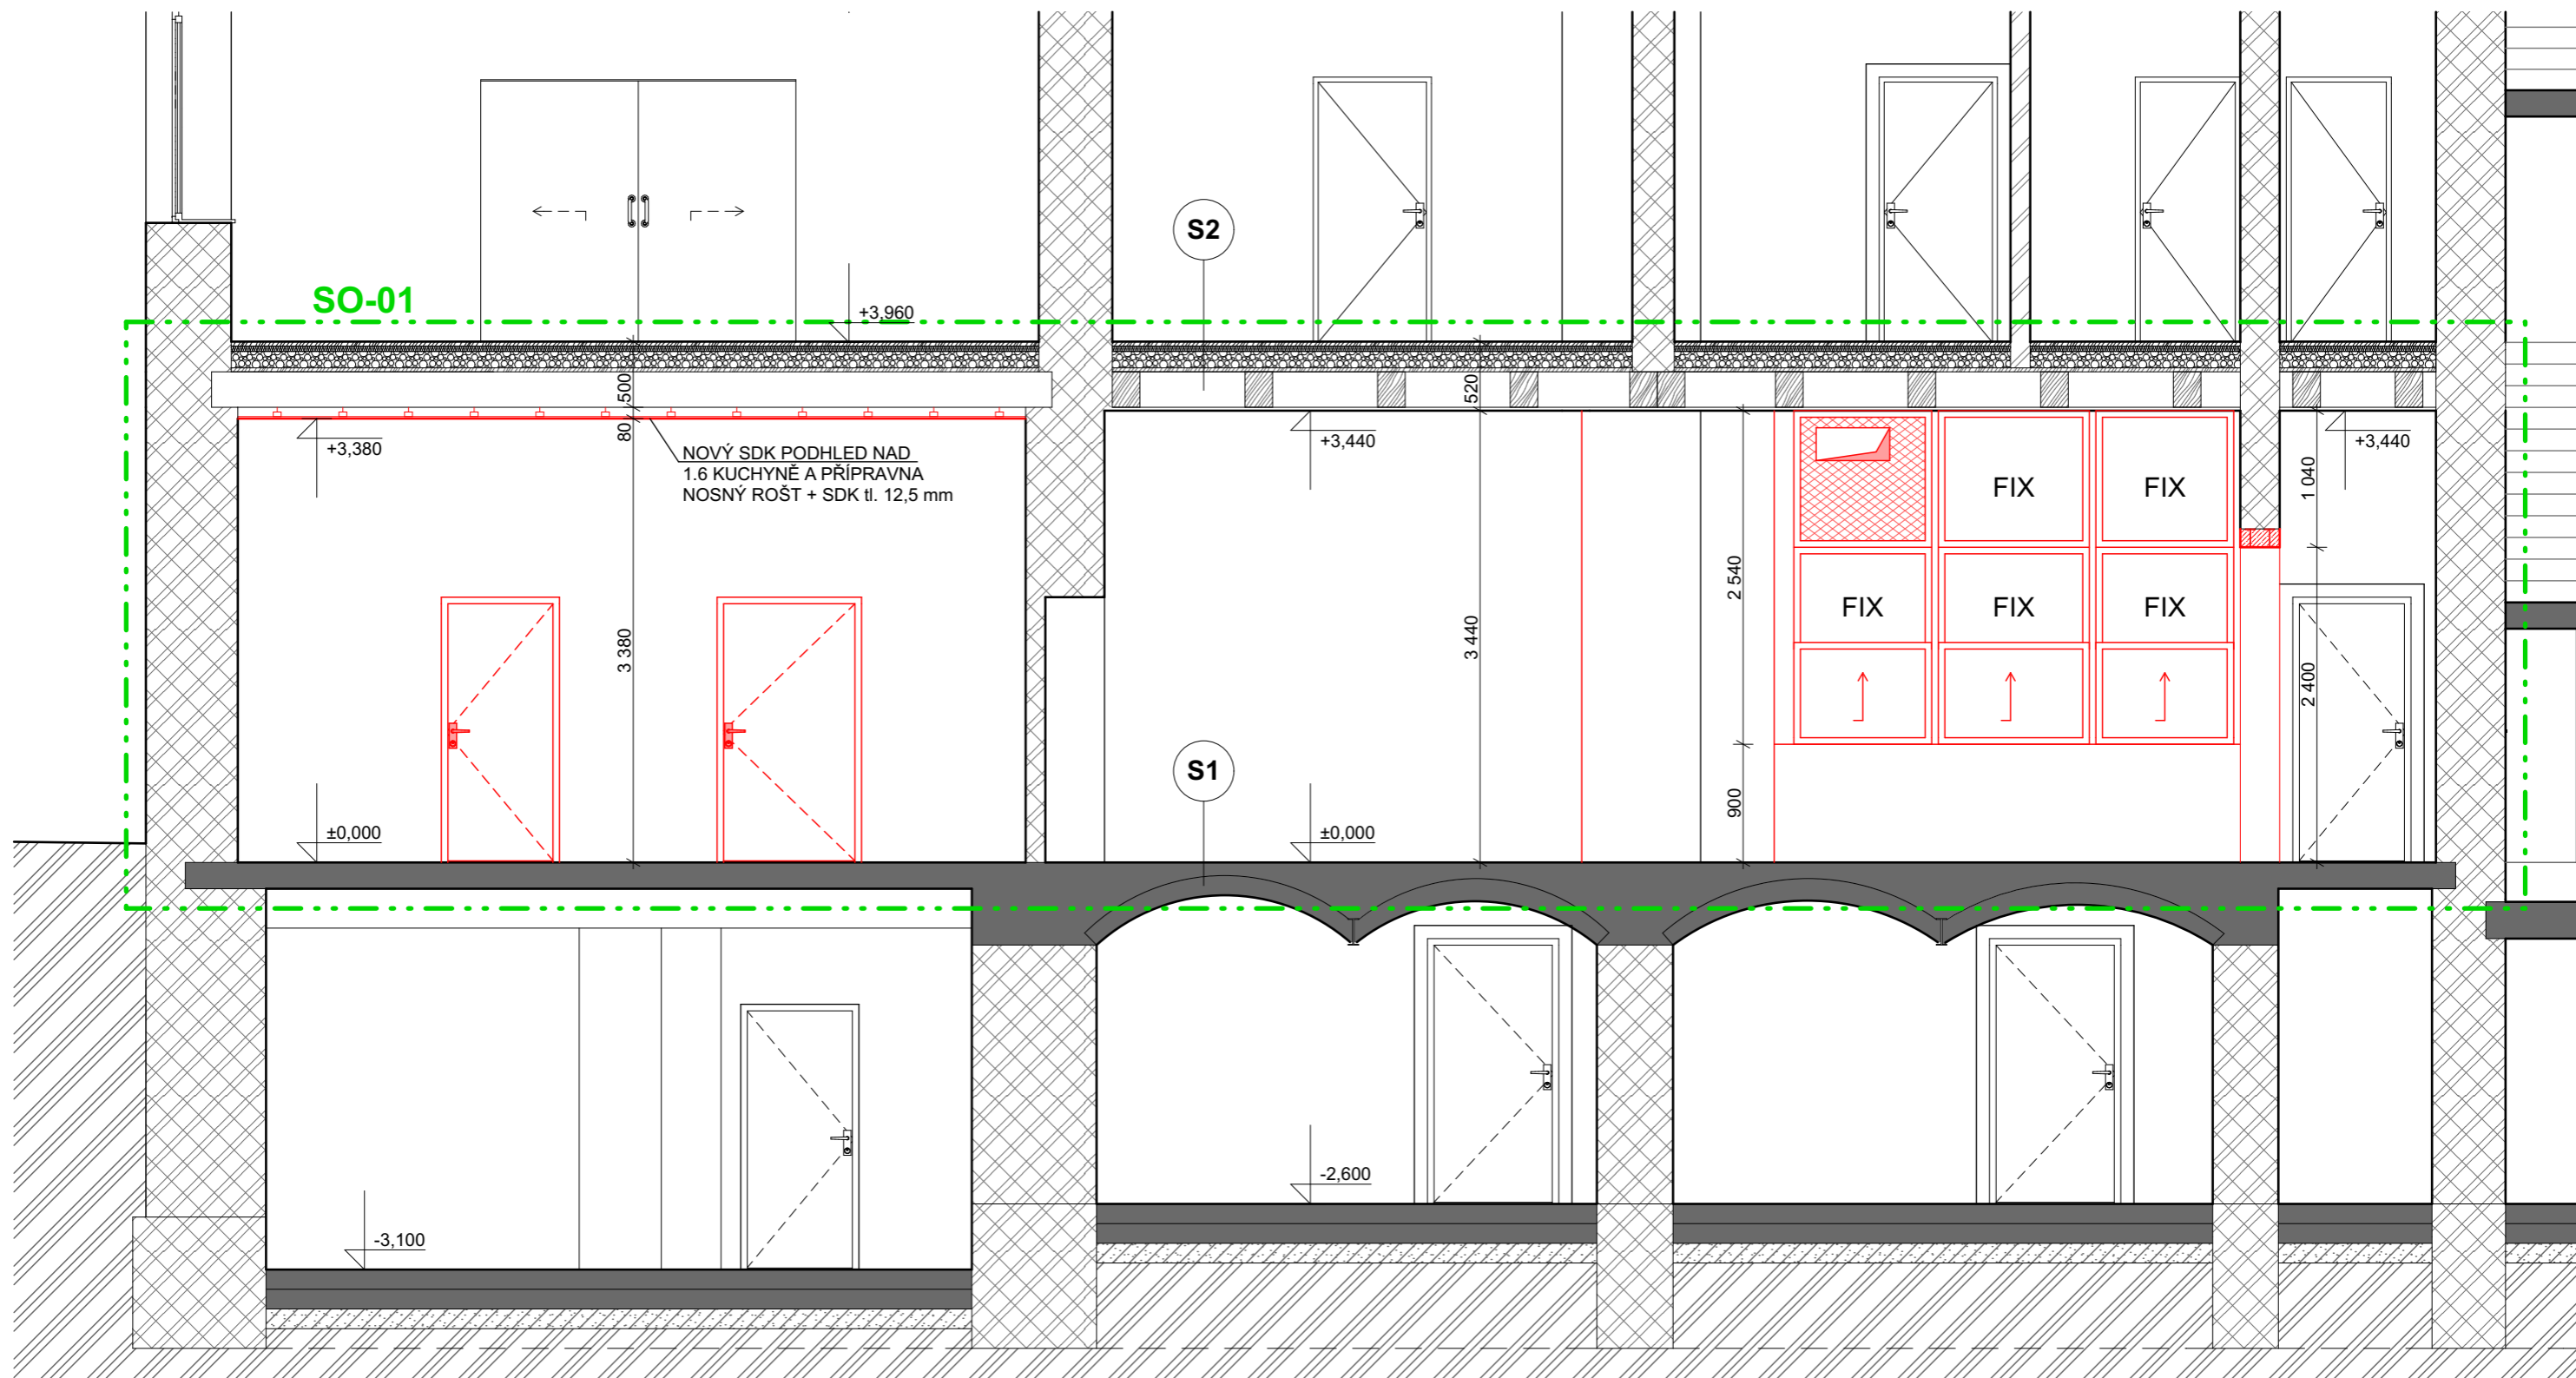 S2
SO-01
+3,960
500
520
80
+3,380
NOVÝ SDK PODHLED NAD
1.6 KUCHYNĚ A PŘÍPRAVNA
NOSNÝ ROŠT + SDK tl. 12,5 mm
+3,440
+3,440
1 040
FIX
FIX
2 540
FIX
FIX
FIX
3 380
3 440
2 400
S1
900
±0,000
±0,000
-2,600
-3,100